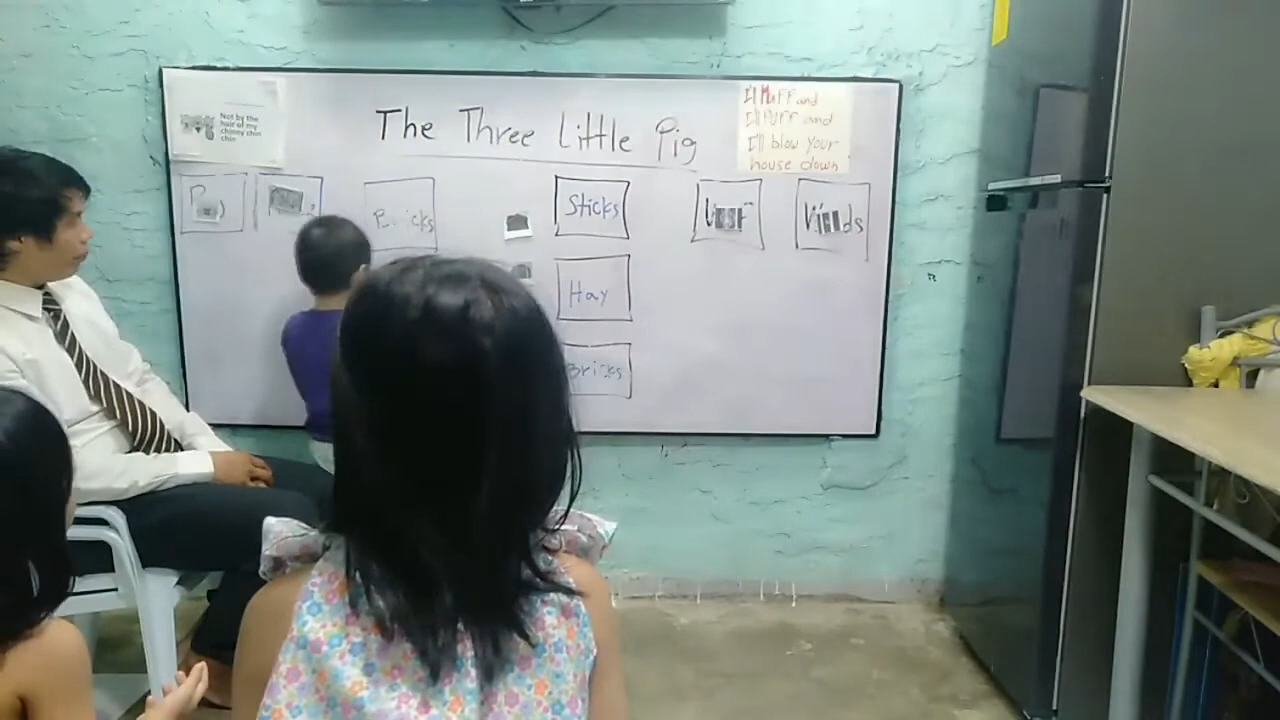 Not by the
hair of my
chinny chin
chin
The Three Little Pig
I'll Huff and
I'll Puff and
I'll blow your
house down
Bricks
Sticks
Hay
Bricks